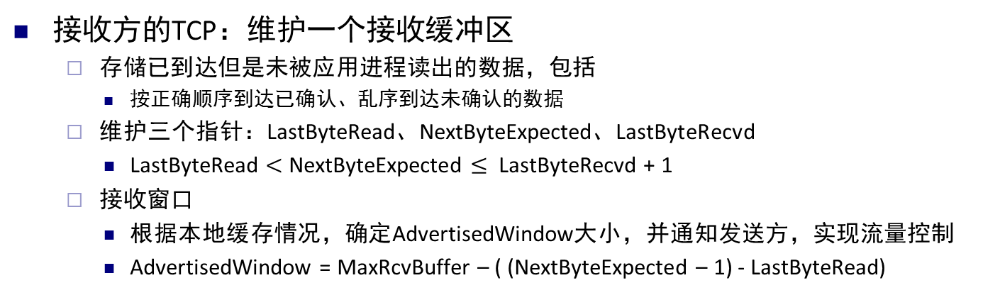 接收方的TCP：维护一个接收缓冲区
存储已到达但是未被应用进程读出的数据，包括
按正确顺序到达已确认、乱序到达未确认的数据
维护三个指针：LastByteRead、NextByteExpected、LastByteRecvd
LastByteRead < NextByteExpected ≤ LastByteRecvd + 1
接收窗口
根据本地缓存情况，确定AdvertisedWindow大小，并通知发送方，实现流量控制
AdvertisedWindow = MaxRcvBuffer – ( (NextByteExpected – 1) - LastByteRead)